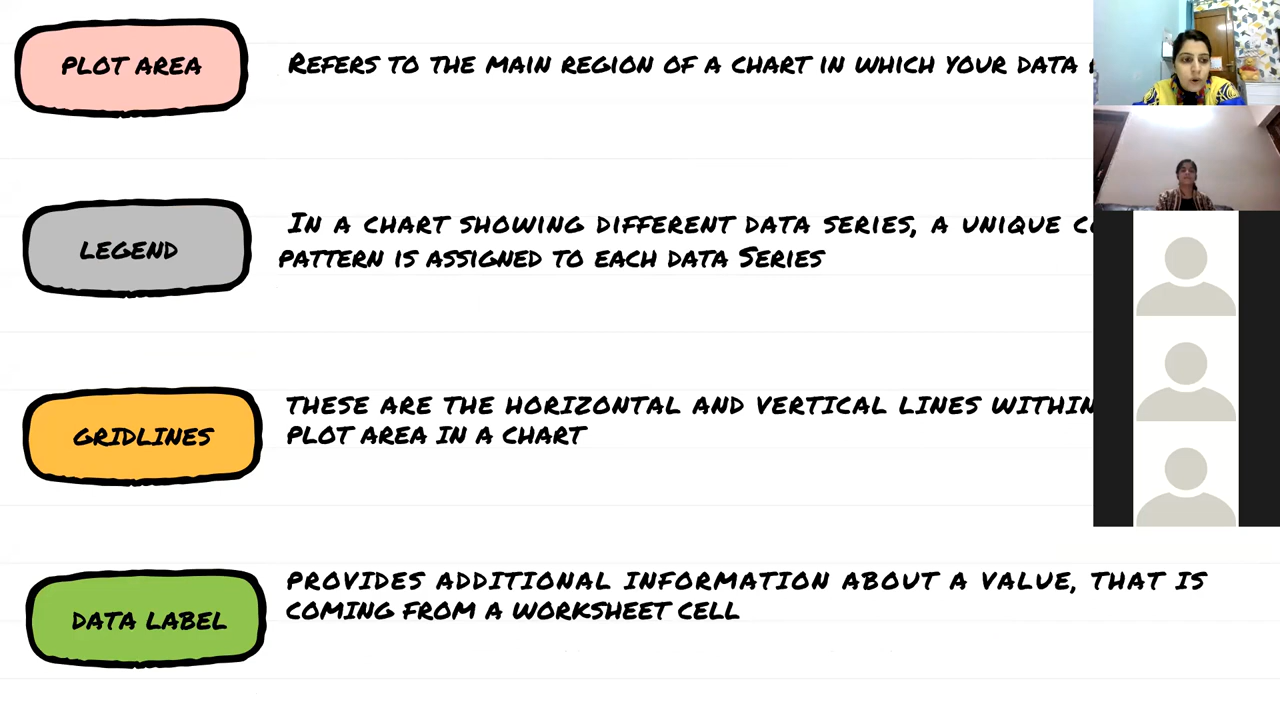 PLOT AREA
REFERS TO THE MAIN REGION OF A CHART IN WHICH YOUR DATA
LEGEND
IN A CHART SHOWING DIFFERENT DATA SERIES, A UNIQUE
PATTERN IS ASSIGNED TO EACH DATA SERIES
GRIDLINES
THESE ARE THE HORIZONTAL AND VERTICAL LINES WITHIN
PLOT AREA IN A CHART
DATA LABEL
PROVIDES ADDITIONAL INFORMATION ABOUT A VALUE, THAT IS
COMING FROM A WORKSHEET CELL